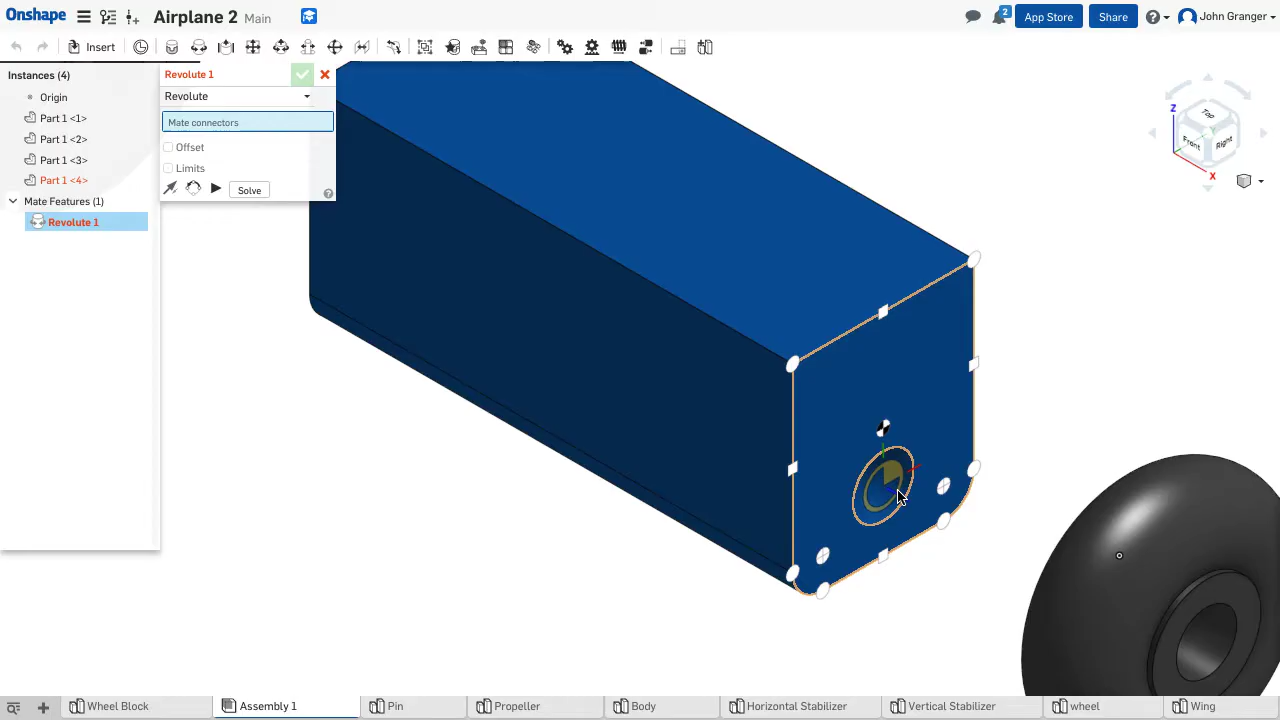 Onshape
Airplane 2 Main
2
App Store
Share
John Granger
Insert
Instances (4)
Origin
Part 1 <1>
Part 1 <2>
Part 1 <3>
Part 1 <4>
Mate Features (1)
Revolute 1
Revolute 1
Revolute
Mate connectors
Offset
Limits
Solve
Z
Top
Front
Right
X
Wheel Block
Assembly 1
Pin
Propeller
Body
Horizontal Stabilizer
Vertical Stabilizer
wheel
Wing